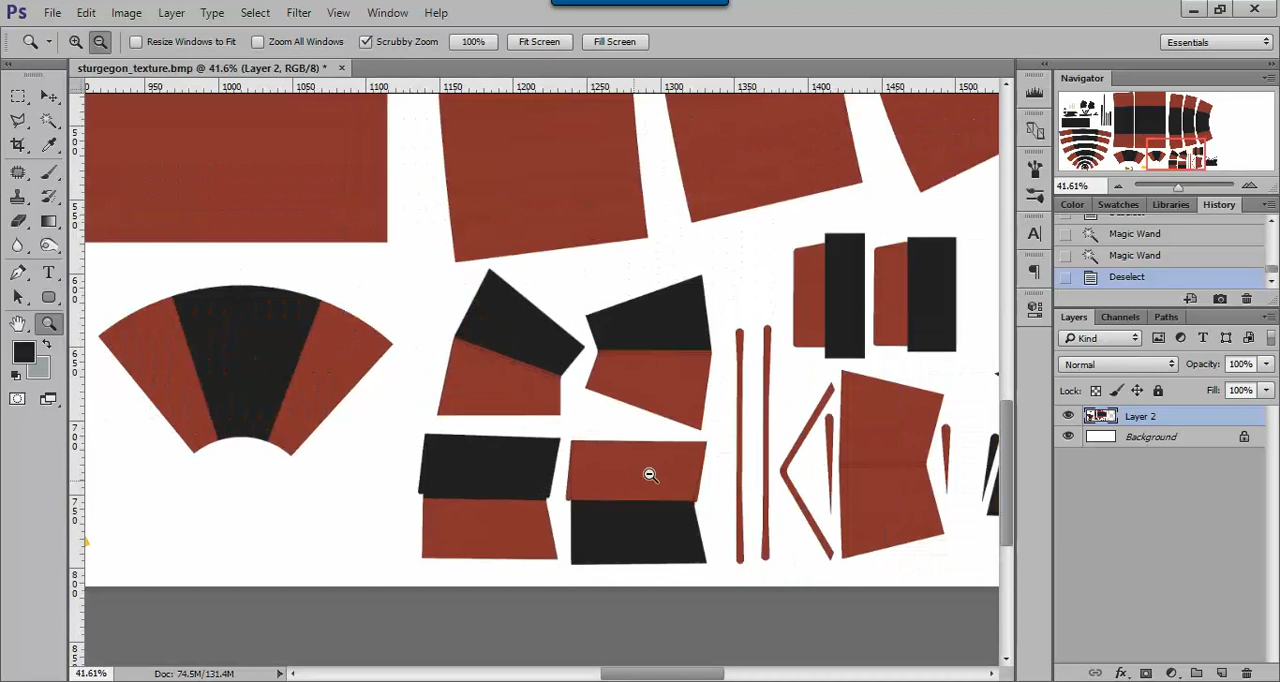 Ps File Edit Image Layer Type Select Filter View Window Help
Resize Windows to Fit Zoom All Windows Scrubby Zoom 100% Fit Screen Fill Screen Essentials
sturgegon_texture.bmp @ 41.6% (Layer 2, RGB/8) *
950 1000 1050 1100 1150 1200 1250 1300 1350 1400 1450 1500
Navigator
41.61%
Color Swatches Libraries History
Magic Wand
Magic Wand
Deselect
Layers Channels Paths
Kind
Normal Opacity: 100%
Lock: Fill: 100%
Layer 2
Background
41.61% Doc: 74.5M/131.4M